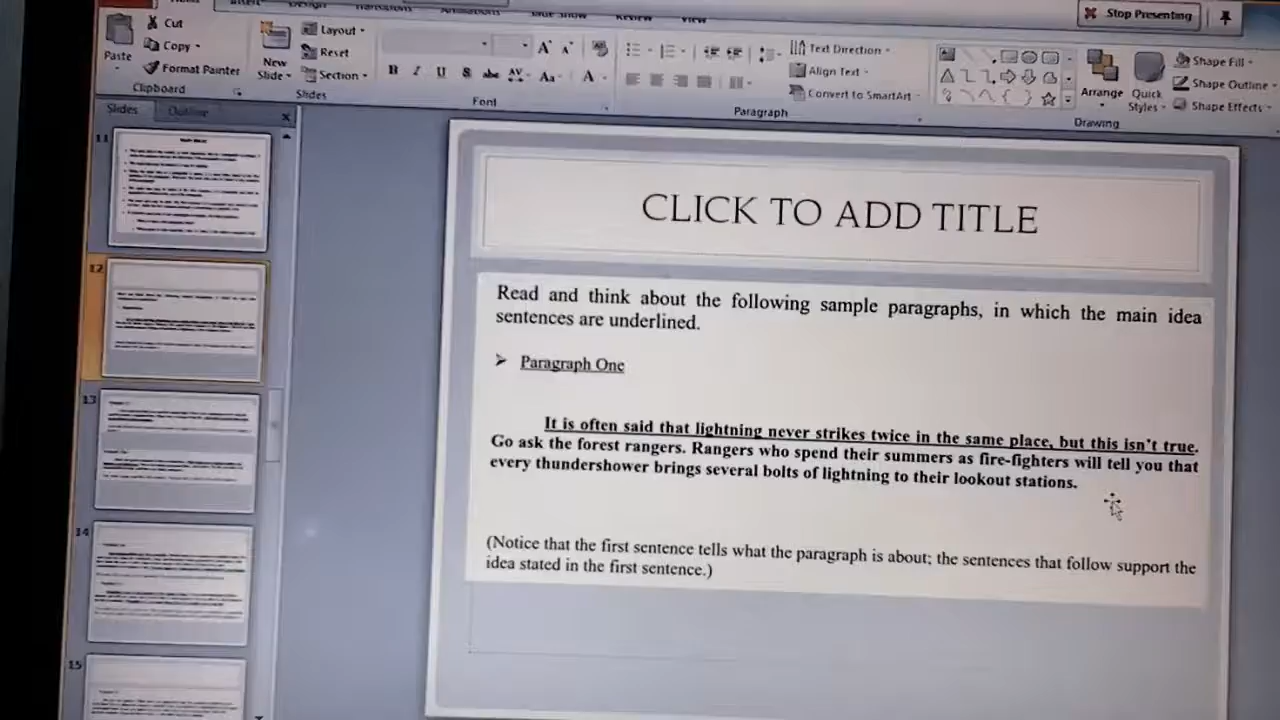 Stop Presenting
Cut
Copy
Format Painter
Paste
Clipboard
New
Slide
Layout
Reset
Section
Slides
Font
B I U S abc AV Aa A
Text Direction
Align Text
Convert to SmartArt
Paragraph
Arrange
Quick
Styles
Shape Fill
Shape Outline
Shape Effects
Drawing
Slides
Outline
11
12
13
14
15
CLICK TO ADD TITLE
Read and think about the following sample paragraphs, in which the main idea
sentences are underlined.
Paragraph One
It is often said that lightning never strikes twice in the same place, but this isn't true.
Go ask the forest rangers. Rangers who spend their summers as fire-fighters will tell you that
every thundershower brings several bolts of lightning to their lookout stations.
(Notice that the first sentence tells what the paragraph is about; the sentences that follow support the
idea stated in the first sentence.)